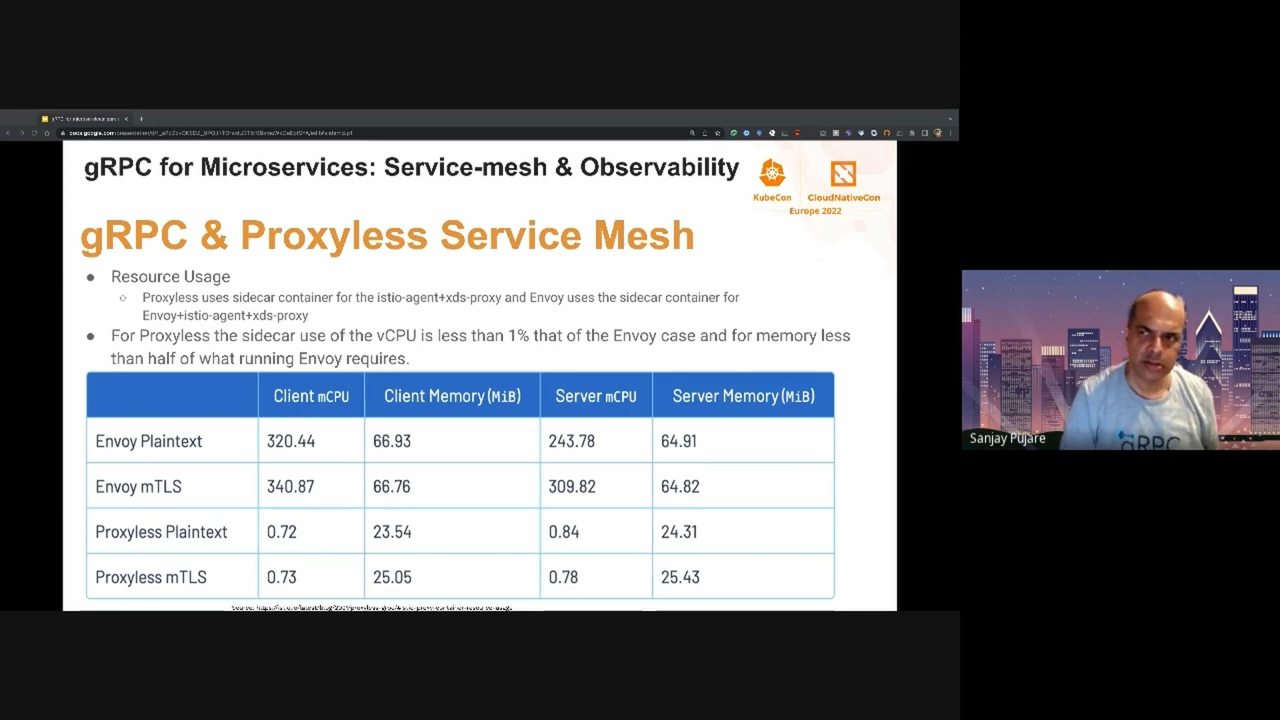 gRPC for Microservices: Service-mesh & Observability
KubeCon
CloudNativeCon
Europe 2022
gRPC & Proxyless Service Mesh
● Resource Usage
○ Proxyless uses sidecar container for the istio-agent+xds-proxy and Envoy uses the sidecar container for
Envoy+istio-agent+xds-proxy
● For Proxyless the sidecar use of the vCPU is less than 1% that of the Envoy case and for memory less
than half of what running Envoy requires.
Client mCPU Client Memory (MiB) Server mCPU Server Memory (MiB)
Envoy Plaintext 320.44 66.93 243.78 64.91
Envoy mTLS 340.87 66.76 309.82 64.82
Proxyless Plaintext 0.72 23.54 0.84 24.31
Proxyless mTLS 0.73 25.05 0.78 25.43
Sanjay Pujare
gRPC